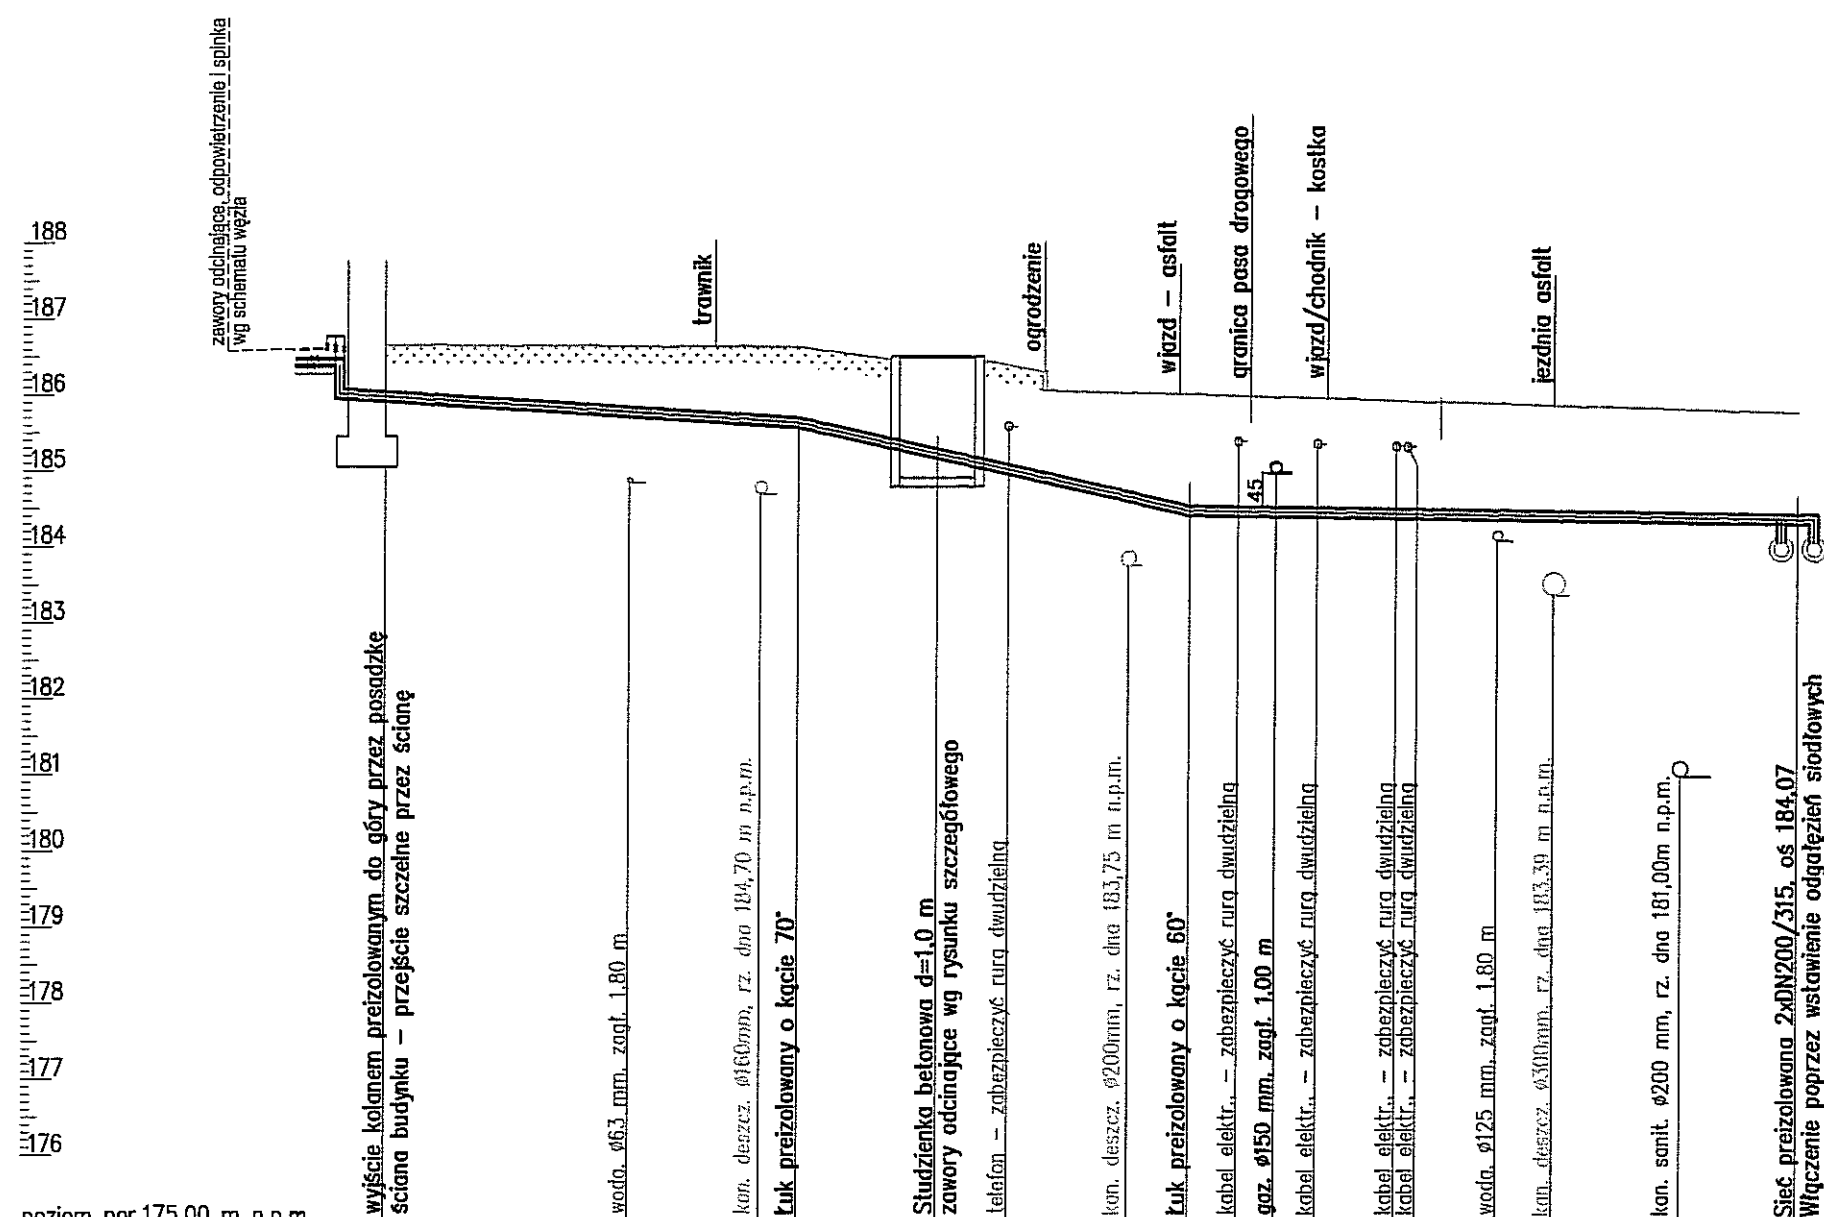 zawory odcinające, odpowietrzenie i spinka
wg schematu węzła
trawnik
ogrodzenie
wjazd – asfalt
granica pasa drogowego
wjazd/chodnik – kostka
jezdnia asfalt
188
187
186
185
184
183
182
181
180
179
178
177
176
45
wyjście kolanem preizolowanym do góry przez posadzkę
ściana budynku – przejście szczelne przez ścianę
woda. ø63 mm, zagł. 1,80 m
kan. deszcz. ø160mm, rz. dna 184,70 m n.p.m.
Łuk preizolowany o kącie 70°
Studzienka betonowa d=1,0 m
zawory odcinające wg rysunku szczegółowego
telefon – zabezpieczyć rurą dwudzielną
kan. deszcz. ø200mm, rz. dna 183,75 m n.p.m.
Łuk preizolowany o kącie 60°
kabel elektr., – zabezpieczyć rurą dwudzielną
gaz. ø150 mm, zagł. 1,00 m
kabel elektr., – zabezpieczyć rurą dwudzielną
kabel elektr., – zabezpieczyć rurą dwudzielną
kabel elektr., – zabezpieczyć rurą dwudzielną
woda. ø125 mm, zagł. 1,80 m
kan. deszcz. ø300mm, rz. dna 183,39 m n.p.m.
kan. sanit. ø200 mm, rz. dna 181,00m n.p.m.
Sieć preizolowana 2xDN200/315, oś 184,07
Włączenie poprzez wstawienie odgałęzień siodłowych
poziom. por.175,00 m n.p.m.